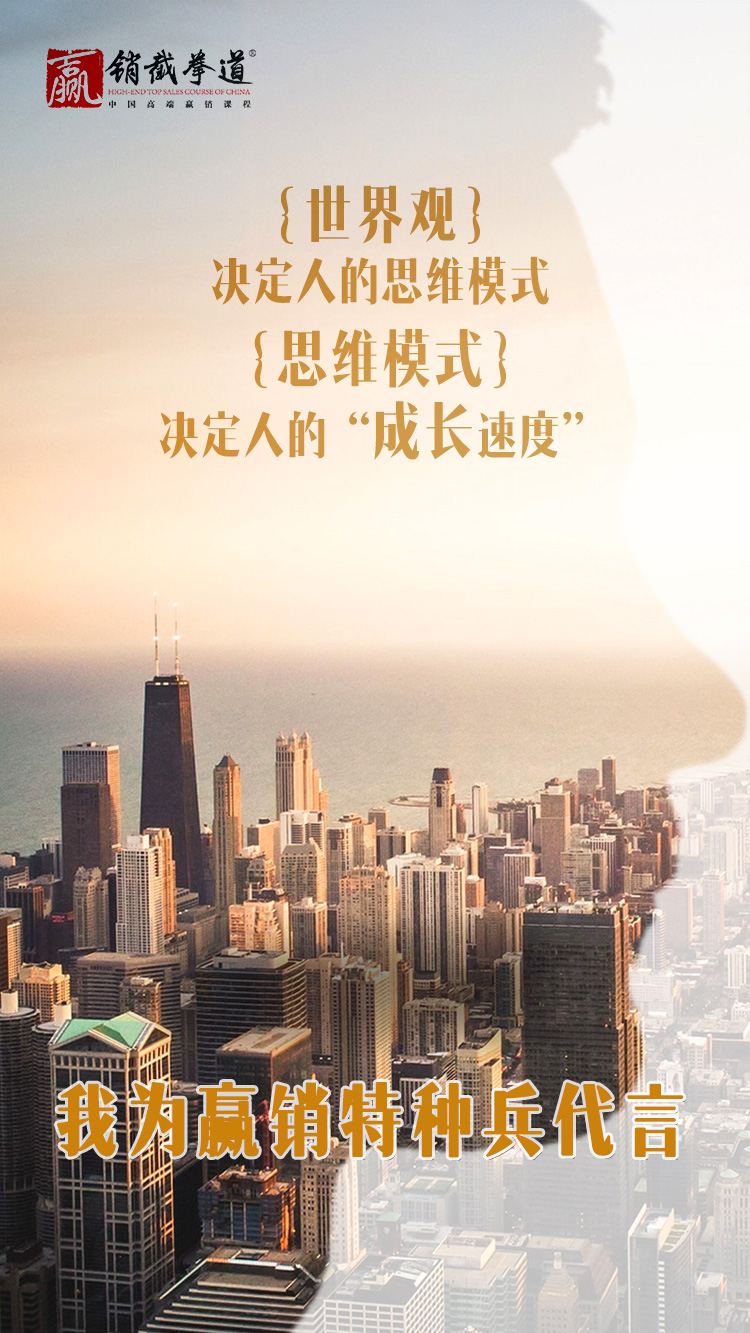 赢销截拳道®
HIGH-END TOP SALES COURSE OF CHINA
中国高端赢销课程
{世界观}
决定人的思维模式
{思维模式}
决定人的“成长速度”
我为赢销特种兵代言